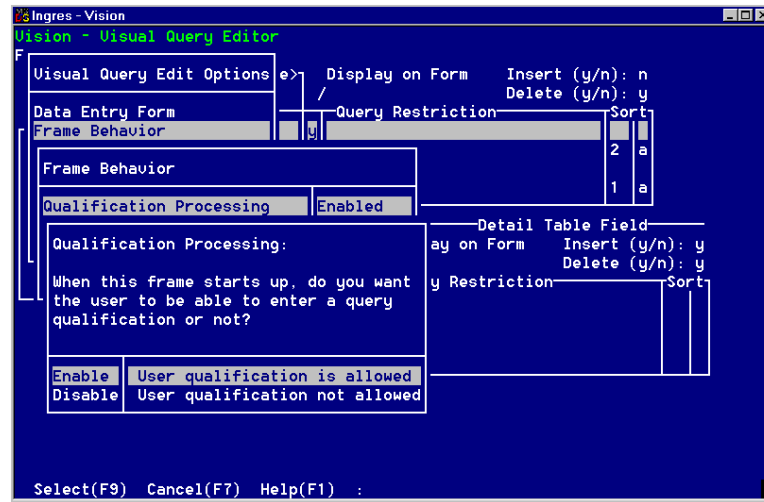 Ingres - Vision
Vision - Visual Query Editor
F
Visual Query Edit Options e> Display on Form Insert (y/n): n
/ Delete (y/n): y
Data Entry Form Query Restriction Sort
Frame Behavior y
2 a
Frame Behavior
1 a
Qualification Processing Enabled
Detail Table Field
Qualification Processing: ay on Form Insert (y/n): y
Delete (y/n): y
When this frame starts up, do you want y Restriction Sort
the user to be able to enter a query
qualification or not?
Enable User qualification is allowed
Disable User qualification not allowed
Select(F9) Cancel(F7) Help(F1) :